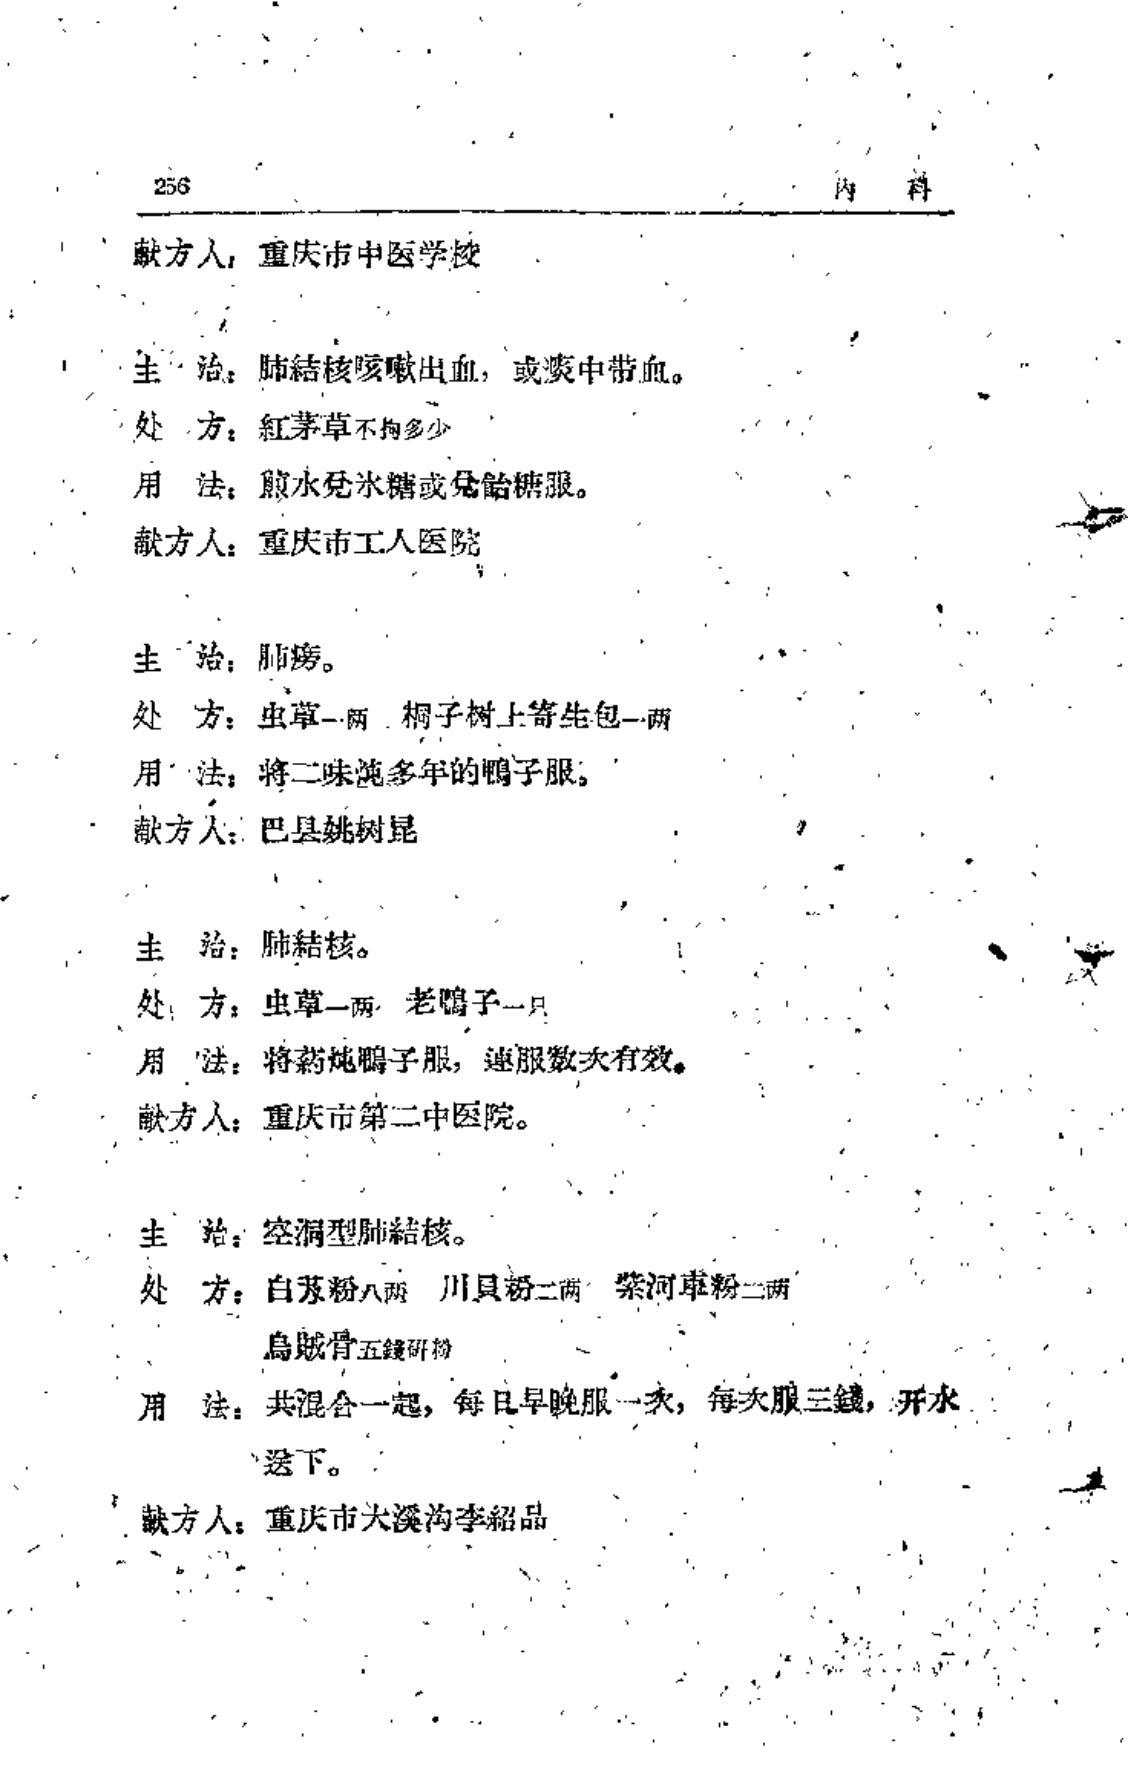 256 内 科
献方人：重庆市中医学校
主 治：肺結核咳嗽出血，或痰中带血。
处 方：紅茅草不拘多少
用 法：煎水兌氷糖或兌飴糖服。
献方人：重庆市工人医院
主 治：肺痨。
处 方：虫草一两 桐子树上寄生包一两
用 法：将二味炖多年的鴨子服。
献方人：巴县姚树昆
主 治：肺結核。
处 方：虫草一两 老鴨子一只
用 法：将葯炖鴨子服，連服数次有效。
献方人：重庆市第二中医院。
主 治：空洞型肺結核。
处 方：白芨粉八两 川貝粉二两 紫河車粉二两
烏賊骨五錢研粉
用 法：共混合一起，每日早晚服一次，每次服三錢，开水
送下。
献方人：重庆市大溪沟李紹品